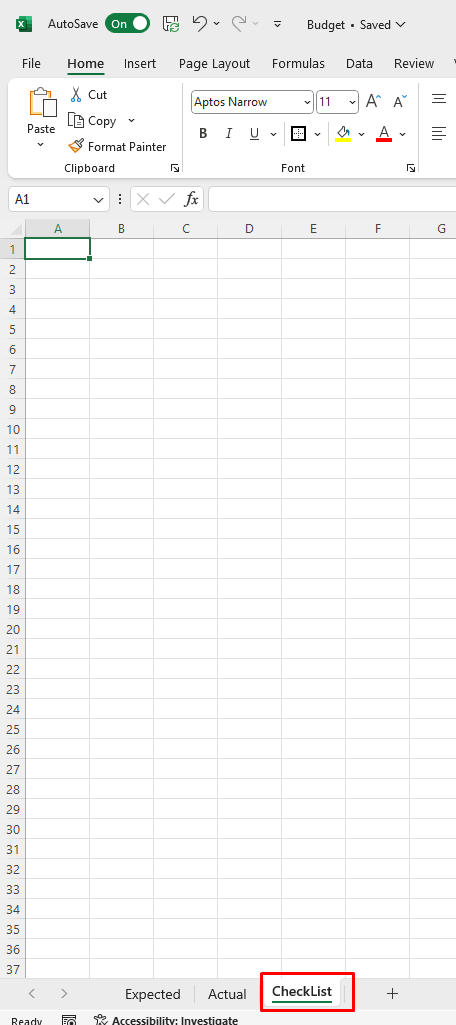 AutoSave On Budget • Saved
File Home Insert Page Layout Formulas Data Review
Paste
Cut
Copy
Format Painter
Clipboard
Aptos Narrow 11 A A
B I U A
Font
A1 fx
A B C D E F G
1
2
3
4
5
6
7
8
9
10
11
12
13
14
15
16
17
18
19
20
21
22
23
24
25
26
27
28
29
30
31
32
33
34
35
36
37
Expected Actual CheckList +
Ready Accessibility: Investigate